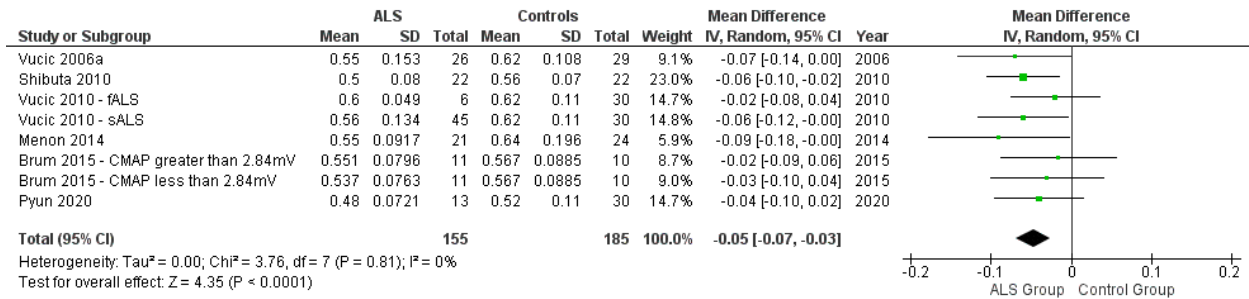 ALS Controls Mean Difference Mean Difference
Study or Subgroup Mean SD Total Mean SD Total Weight IV, Random, 95% CI Year IV, Random, 95% CI
Vucic 2006a 0.55 0.153 26 0.62 0.108 29 9.1% -0.07 [-0.14, 0.00] 2006
Shibuta 2010 0.5 0.08 22 0.56 0.07 22 23.0% -0.06 [-0.10, -0.02] 2010
Vucic 2010 - fALS 0.6 0.049 6 0.62 0.11 30 14.7% -0.02 [-0.08, 0.04] 2010
Vucic 2010 - sALS 0.56 0.134 45 0.62 0.11 30 14.8% -0.06 [-0.12, -0.00] 2010
Menon 2014 0.55 0.0917 21 0.64 0.196 24 5.9% -0.09 [-0.18, -0.00] 2014
Brum 2015 - CMAP greater than 2.84mV 0.551 0.0796 11 0.567 0.0885 10 8.7% -0.02 [-0.09, 0.06] 2015
Brum 2015 - CMAP less than 2.84mV 0.537 0.0763 11 0.567 0.0885 10 9.0% -0.03 [-0.10, 0.04] 2015
Pyun 2020 0.48 0.0721 13 0.52 0.11 30 14.7% -0.04 [-0.10, 0.02] 2020
Total (95% CI) 155 185 100.0% -0.05 [-0.07, -0.03]
Heterogeneity: Tau² = 0.00; Chi² = 3.76, df = 7 (P = 0.81); I² = 0%
Test for overall effect: Z = 4.35 (P < 0.0001)
-0.2 -0.1 0 0.1 0.2
ALS Group Control Group